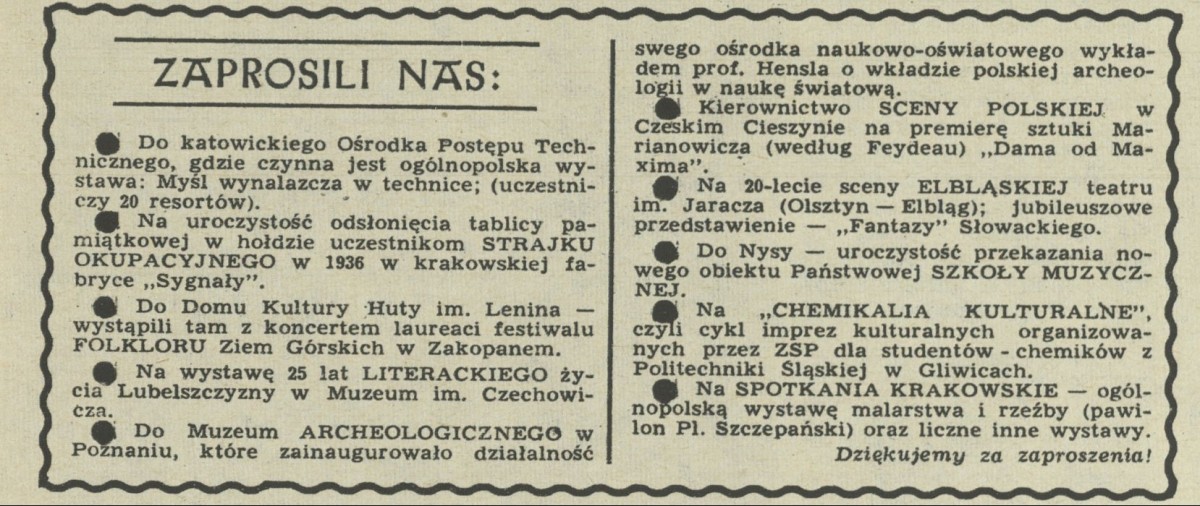 ZAPROSILI NAS:
● Do katowickiego Ośrodka Postępu Tech-
nicznego, gdzie czynna jest ogólnopolska wy-
stawa: Myśl wynalazcza w technice; (uczestni-
czy 20 resortów).
● Na uroczystość odsłonięcia tablicy pa-
miątkowej w hołdzie uczestnikom STRAJKU
OKUPACYJNEGO w 1936 w krakowskiej fa-
bryce „Sygnały”.
● Do Domu Kultury Huty im. Lenina —
wystąpili tam z koncertem laureaci festiwalu
FOLKLORU Ziem Górskich w Zakopanem.
● Na wystawę 25 lat LITERACKIEGO ży-
cia Lubelszczyzny w Muzeum im. Czechowi-
cza.
● Do Muzeum ARCHEOLOGICZNEGO w
Poznaniu, które zainaugurowało działalność
swego ośrodka naukowo-oświatowego wykła-
dem prof. Hensla o wkładzie polskiej archeo-
logii w naukę światową.
● Kierownictwo SCENY POLSKIEJ w
Czeskim Cieszynie na premierę sztuki Ma-
rianowicza (według Feydeau) „Dama od Ma-
xima”.
● Na 20-lecie sceny ELBLĄSKIEJ teatru
im. Jaracza (Olsztyn — Elbląg); jubileuszowe
przedstawienie — „Fantazy” Słowackiego.
● Do Nysy — uroczystość przekazania no-
wego obiektu Państwowej SZKOŁY MUZYCZ-
NEJ.
● Na „CHEMIKALIA KULTURALNE”,
czyli cykl imprez kulturalnych organizowa-
nych przez ZSP dla studentów - chemików z
Politechniki Śląskiej w Gliwicach.
● Na SPOTKANIA KRAKOWSKIE — ogól-
nopolską wystawę malarstwa i rzeźby (pawi-
lon Pl. Szczepański) oraz liczne inne wystawy.
Dziękujemy za zaproszenia!